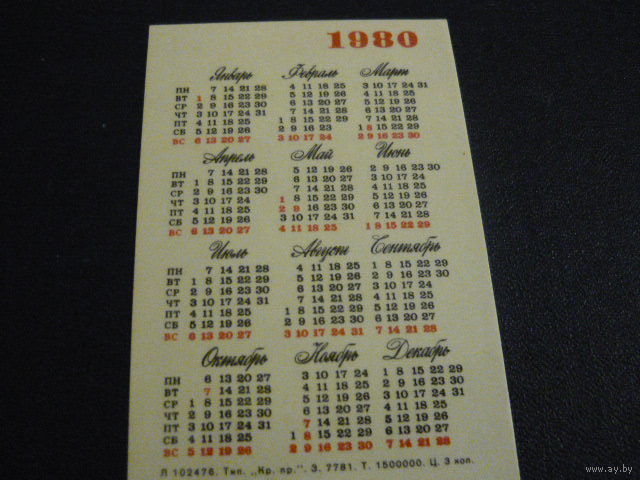 1980
Январь Февраль Март
ПН 7 14 21 28 4 11 18 25 3 10 17 24 31
ВТ 1 8 15 22 29 5 12 19 26 4 11 18 25
СР 2 9 16 23 30 6 13 20 27 5 12 19 26
ЧТ 3 10 17 24 31 7 14 21 28 6 13 20 27
ПТ 4 11 18 25 1 8 15 22 29 7 14 21 28
СБ 5 12 19 26 2 9 16 23 1 8 15 22 29
ВС 6 13 20 27 3 10 17 24 2 9 16 23 30
Апрель Май Июнь
ПН 7 14 21 28 5 12 19 26 2 9 16 23 30
ВТ 1 8 15 22 29 6 13 20 27 3 10 17 24
СР 2 9 16 23 30 7 14 21 28 4 11 18 25
ЧТ 3 10 17 24 1 8 15 22 29 5 12 19 26
ПТ 4 11 18 25 2 9 16 23 30 6 13 20 27
СБ 5 12 19 26 3 10 17 24 31 7 14 21 28
ВС 6 13 20 27 4 11 18 25 1 8 15 22 29
Июль Август Сентябрь
ПН 7 14 21 28 4 11 18 25 1 8 15 22 29
ВТ 1 8 15 22 29 5 12 19 26 2 9 16 23 30
СР 2 9 16 23 30 6 13 20 27 3 10 17 24
ЧТ 3 10 17 24 31 7 14 21 28 4 11 18 25
ПТ 4 11 18 25 1 8 15 22 29 5 12 19 26
СБ 5 12 19 26 2 9 16 23 30 6 13 20 27
ВС 6 13 20 27 3 10 17 24 31 7 14 21 28
Октябрь Ноябрь Декабрь
ПН 6 13 20 27 3 10 17 24 1 8 15 22 29
ВТ 7 14 21 28 4 11 18 25 2 9 16 23 30
СР 1 8 15 22 29 5 12 19 26 3 10 17 24 31
ЧТ 2 9 16 23 30 6 13 20 27 4 11 18 25
ПТ 3 10 17 24 31 7 14 21 28 5 12 19 26
СБ 4 11 18 25 1 8 15 22 29 6 13 20 27
ВС 5 12 19 26 2 9 16 23 30 7 14 21 28
Л 102476. Тип. „Кр. пр.". З. 7781. Т. 1500000. Ц. 3 коп.
www.ay.by